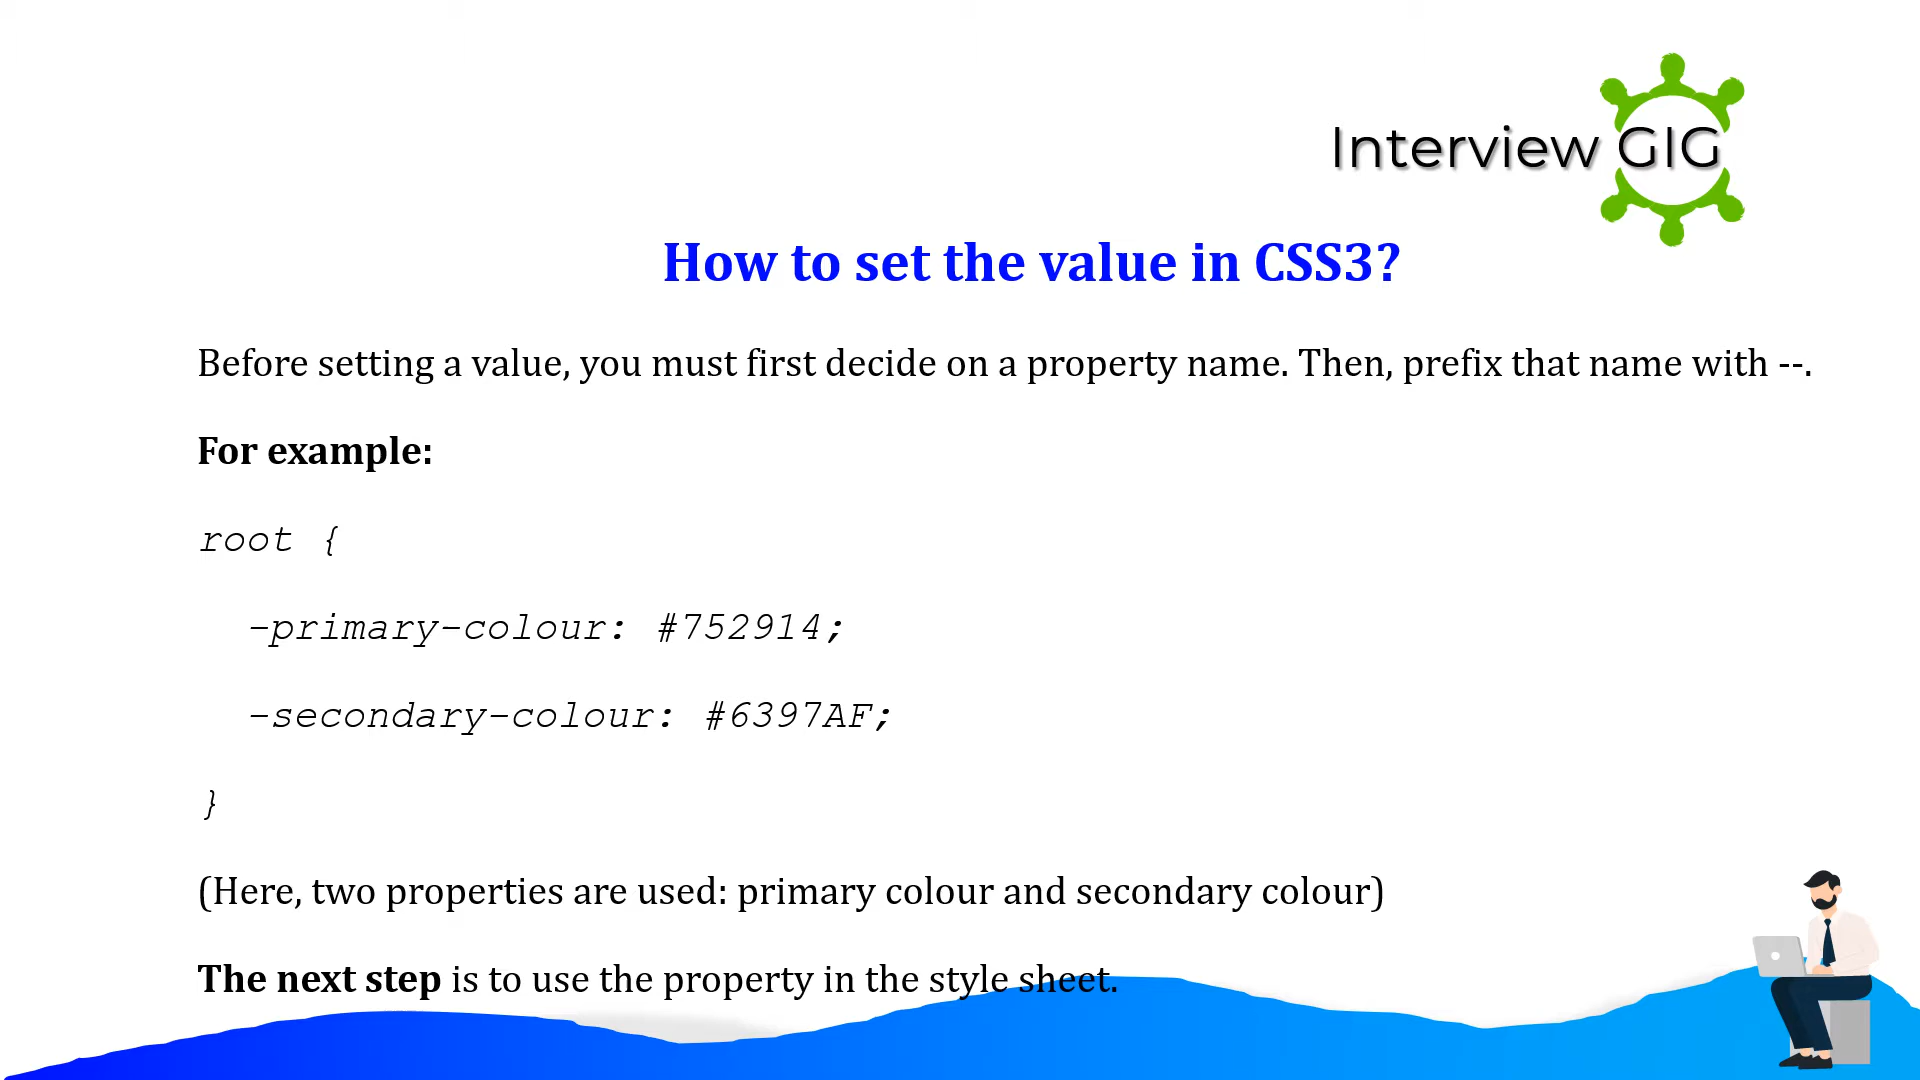 Interview GIG
How to set the value in CSS3?
Before setting a value, you must first decide on a property name. Then, prefix that name with --.
For example:
root {
-primary-colour: #752914;
-secondary-colour: #6397AF;
}
(Here, two properties are used: primary colour and secondary colour)
The next step is to use the property in the style sheet.